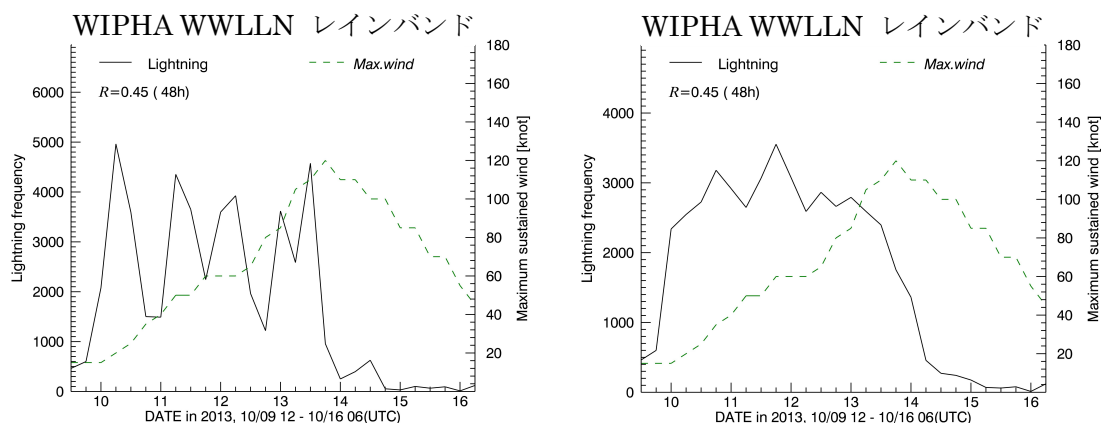 WIPHA WWLLN レインバンド
Lightning
Max.wind
R=0.45 ( 48h)
Lightning frequency
6000
5000
4000
3000
2000
1000
0
180
160
140
120
100
80
60
40
20
Maximum sustained wind [knot]
10 11 12 13 14 15 16
DATE in 2013, 10/09 12 - 10/16 06(UTC)
WIPHA WWLLN レインバンド
Lightning
Max.wind
R=0.45 ( 48h)
Lightning frequency
4000
3000
2000
1000
0
180
160
140
120
100
80
60
40
20
Maximum sustained wind [knot]
10 11 12 13 14 15 16
DATE in 2013, 10/09 12 - 10/16 06(UTC)